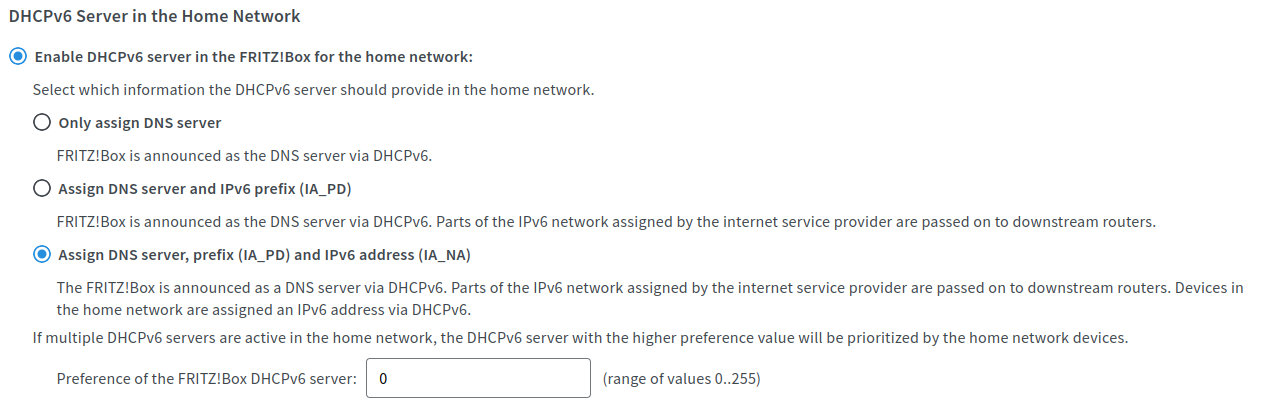 DHCPv6 Server in the Home Network
Enable DHCPv6 server in the FRITZ!Box for the home network:
Select which information the DHCPv6 server should provide in the home network.
Only assign DNS server
FRITZ!Box is announced as the DNS server via DHCPv6.
Assign DNS server and IPv6 prefix (IA_PD)
FRITZ!Box is announced as the DNS server via DHCPv6. Parts of the IPv6 network assigned by the internet service provider are passed on to downstream routers.
Assign DNS server, prefix (IA_PD) and IPv6 address (IA_NA)
The FRITZ!Box is announced as a DNS server via DHCPv6. Parts of the IPv6 network assigned by the internet service provider are passed on to downstream routers. Devices in
the home network are assigned an IPv6 address via DHCPv6.
If multiple DHCPv6 servers are active in the home network, the DHCPv6 server with the higher preference value will be prioritized by the home network devices.
Preference of the FRITZ!Box DHCPv6 server: 0 (range of values 0..255)